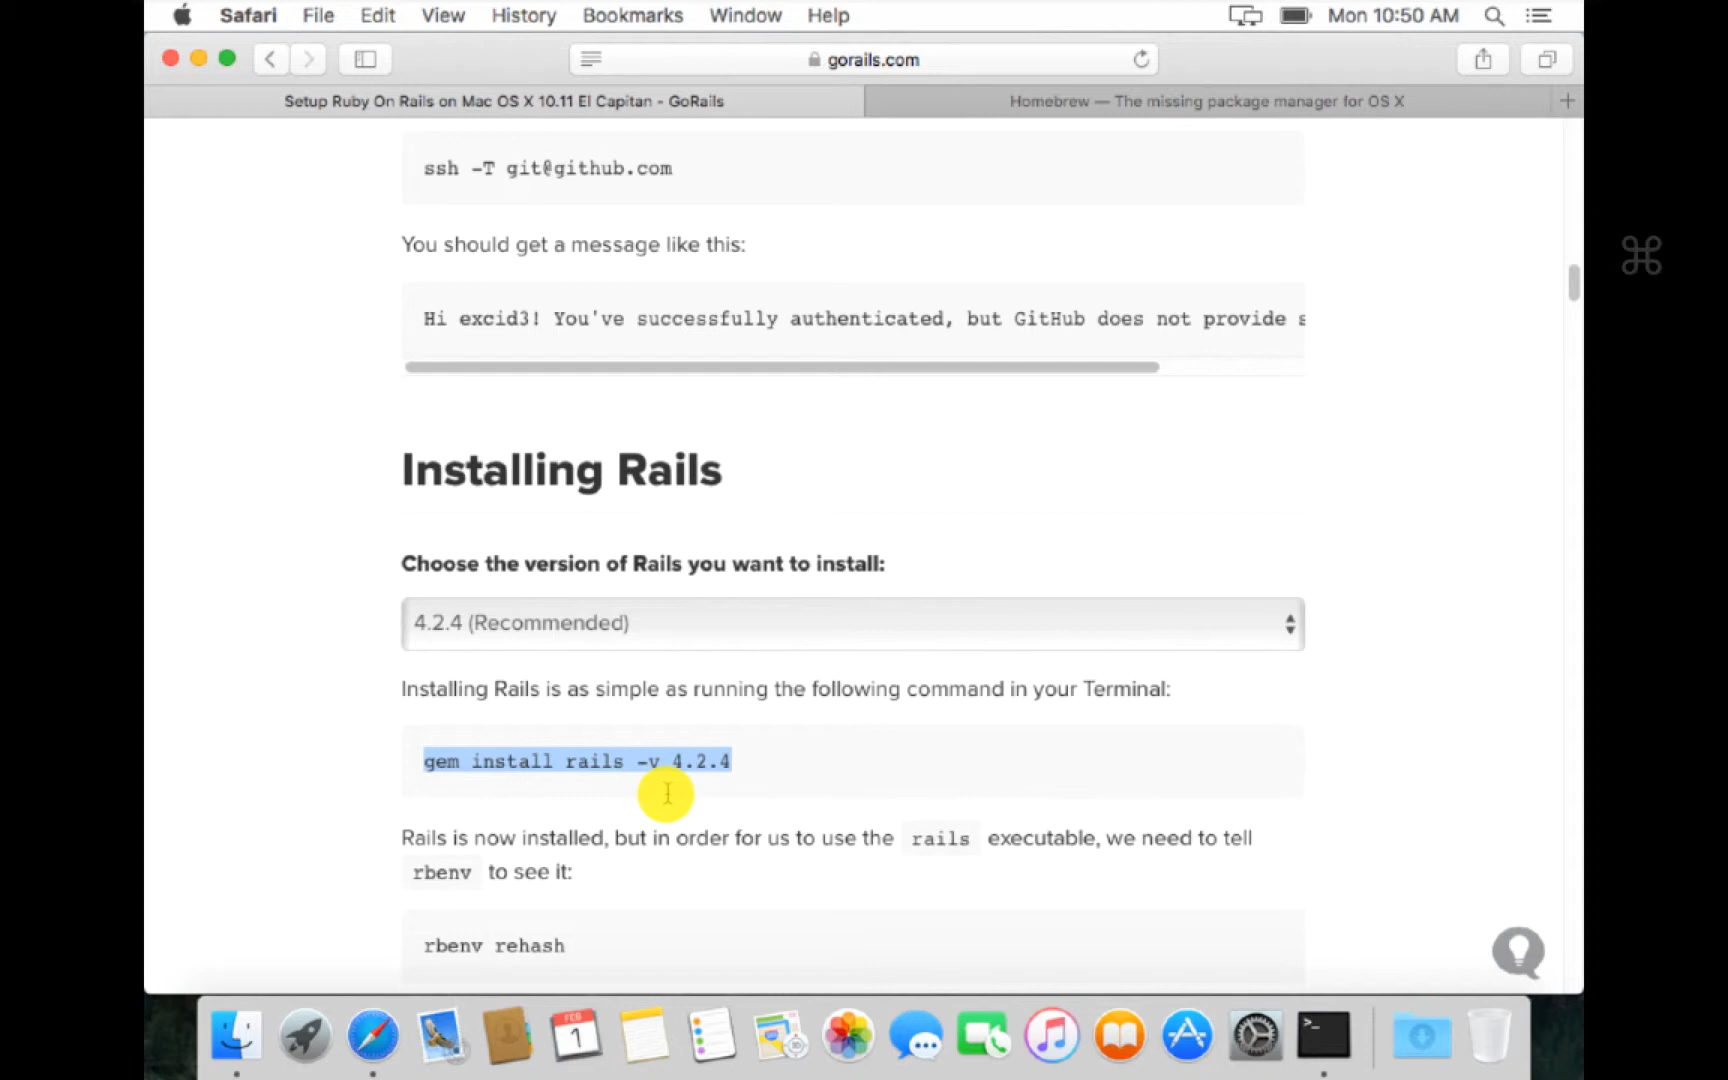 Safari File Edit View History Bookmarks Window Help Mon 10:50 AM
gorails.com
Setup Ruby On Rails on Mac OS X 10.11 El Capitan - GoRails Homebrew — The missing package manager for OS X
ssh -T git@github.com
You should get a message like this:
Hi excid3! You've successfully authenticated, but GitHub does not provide s
Installing Rails
Choose the version of Rails you want to install:
4.2.4 (Recommended)
Installing Rails is as simple as running the following command in your Terminal:
gem install rails -v 4.2.4
Rails is now installed, but in order for us to use the rails executable, we need to tell
rbenv to see it:
rbenv rehash
FEB
1
>_